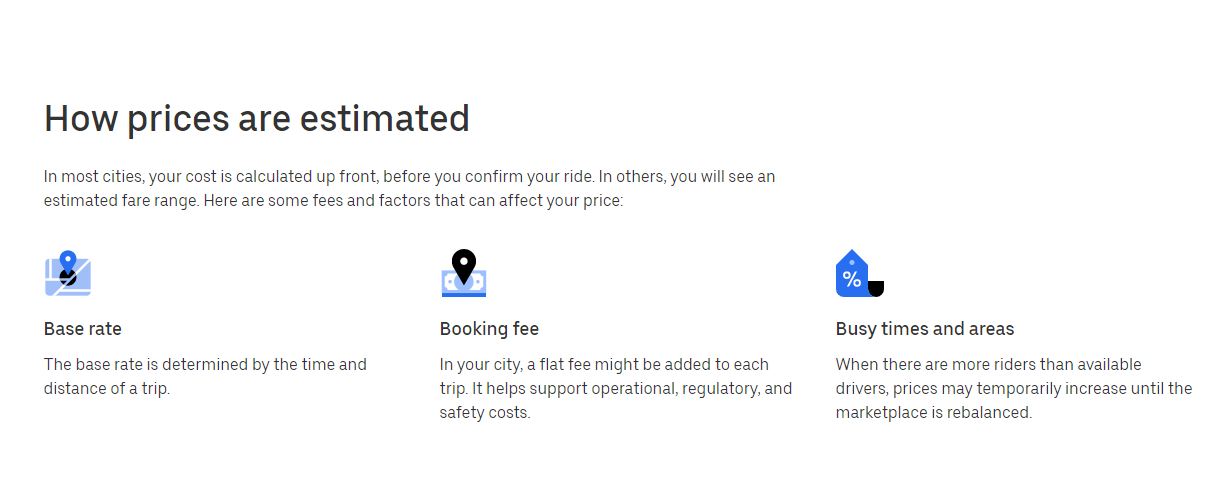 How prices are estimated
In most cities, your cost is calculated up front, before you confirm your ride. In others, you will see an
estimated fare range. Here are some fees and factors that can affect your price:
%
Base rate
The base rate is determined by the time and
distance of a trip.
Booking fee
In your city, a flat fee might be added to each
trip. It helps support operational, regulatory, and
safety costs.
Busy times and areas
When there are more riders than available
drivers, prices may temporarily increase until the
marketplace is rebalanced.